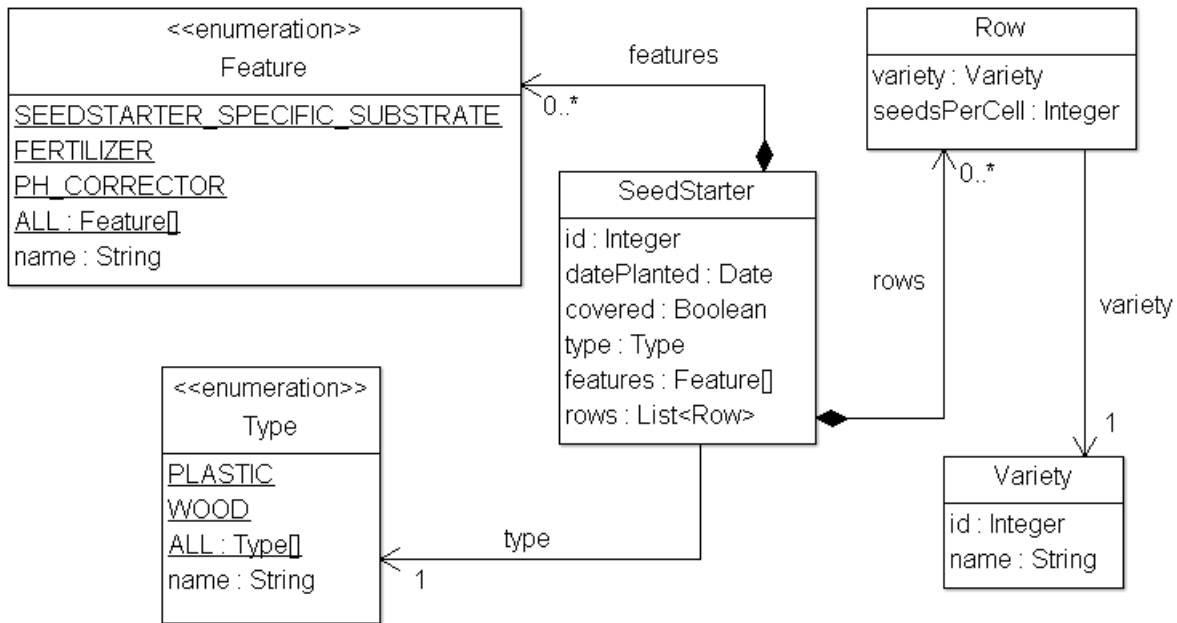 <<enumeration>>
Feature
SEEDSTARTER_SPECIFIC_SUBSTRATE
FERTILIZER
PH_CORRECTOR
ALL : Feature[]
name : String
features
0..*
Row
variety : Variety
seedsPerCell : Integer
0..*
SeedStarter
id : Integer
datePlanted : Date
covered : Boolean
type : Type
features : Feature[]
rows : List<Row>
rows
variety
<<enumeration>>
Type
PLASTIC
WOOD
ALL : Type[]
name : String
type
1
1
Variety
id : Integer
name : String